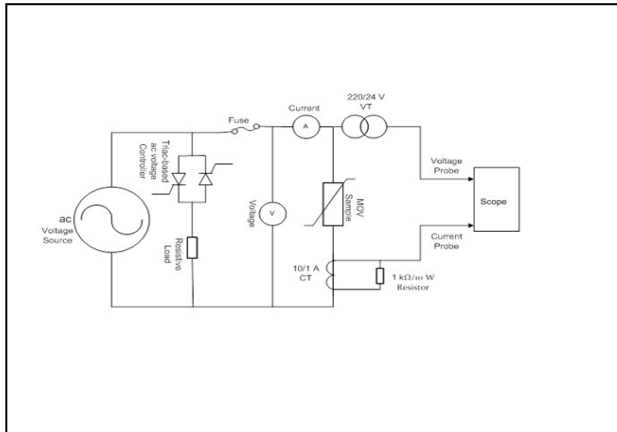 220/24 V
VT
Current
Fuse
A
Triac-based
ac voltage
Controller
Voltage
Probe
ac
Voltage
Source
Voltage
V
MOV
Sample
Scope
Resistive
Load
Current
Probe
10/1 A
CT
1 kΩ/10 W
Resistor